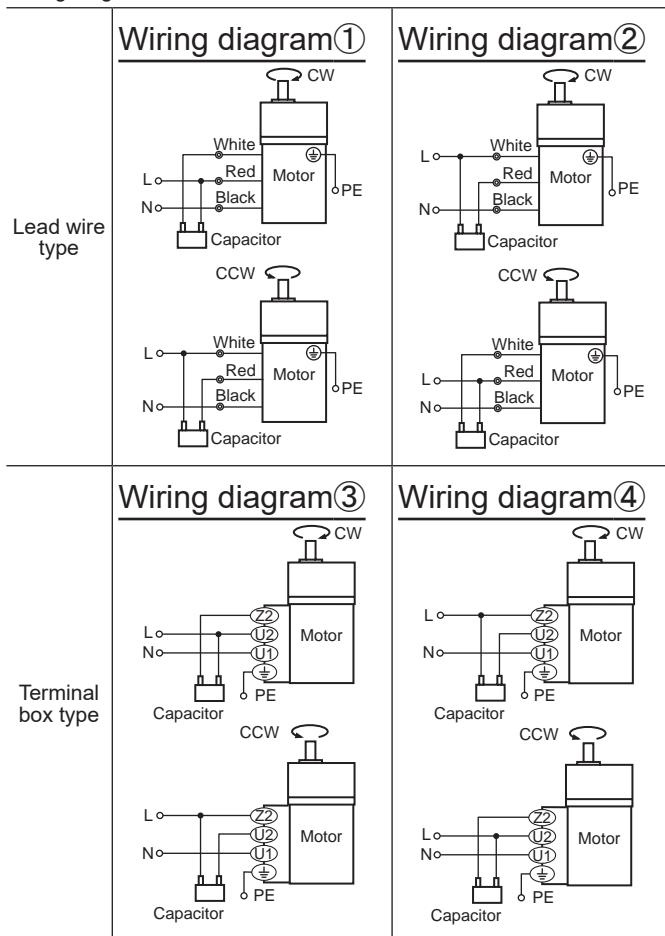 Wiring diagram①
CW
White
L
Red
Motor
PE
N
Black
Capacitor
CCW
L
White
Red
Motor
N
Black
PE
Capacitor
Wiring diagram②
CW
L
White
Red
Motor
N
Black
PE
Capacitor
CCW
White
L
Red
Motor
N
Black
PE
Capacitor
Lead wire
type
Wiring diagram③
CW
Z2
L
U2
Motor
N
U1
PE
Capacitor
CCW
L
Z2
U2
Motor
N
U1
PE
Capacitor
Wiring diagram④
CW
L
Z2
U2
Motor
N
U1
PE
Capacitor
CCW
Z2
L
U2
Motor
N
U1
PE
Capacitor
Terminal
box type